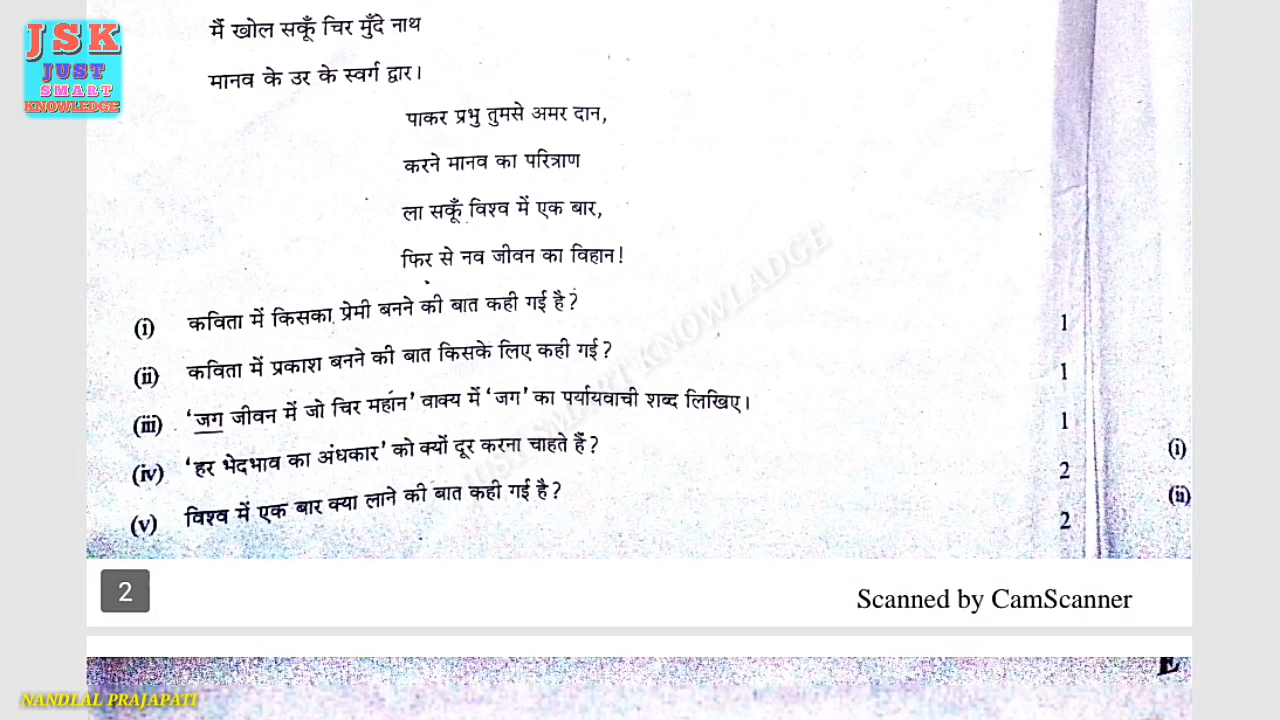 JSK
JUST
SMART
KNOWLEDGE
मैं खोल सकूँ चिर मुँदे नाथ
मानव के उर के स्वर्ग द्वार।
पाकर प्रभु तुमसे अमर दान,
करने मानव का परित्राण
ला सकूँ विश्व में एक बार,
फिर से नव जीवन का विहान!
(i) कविता में किसका प्रेमी बनने की बात कही गई है? 1
(ii) कविता में प्रकाश बनने की बात किसके लिए कही गई? 1
(iii) 'जग जीवन में जो चिर महान' वाक्य में 'जग' का पर्यायवाची शब्द लिखिए। 1
(iv) 'हर भेदभाव का अंधकार' को क्यों दूर करना चाहते हैं? 2
(v) विश्व में एक बार क्या लाने की बात कही गई है? 2
(i)
(ii)
JUST SMART KNOWLADGE
2
Scanned by CamScanner
E
NANDLAL PRAJAPATI